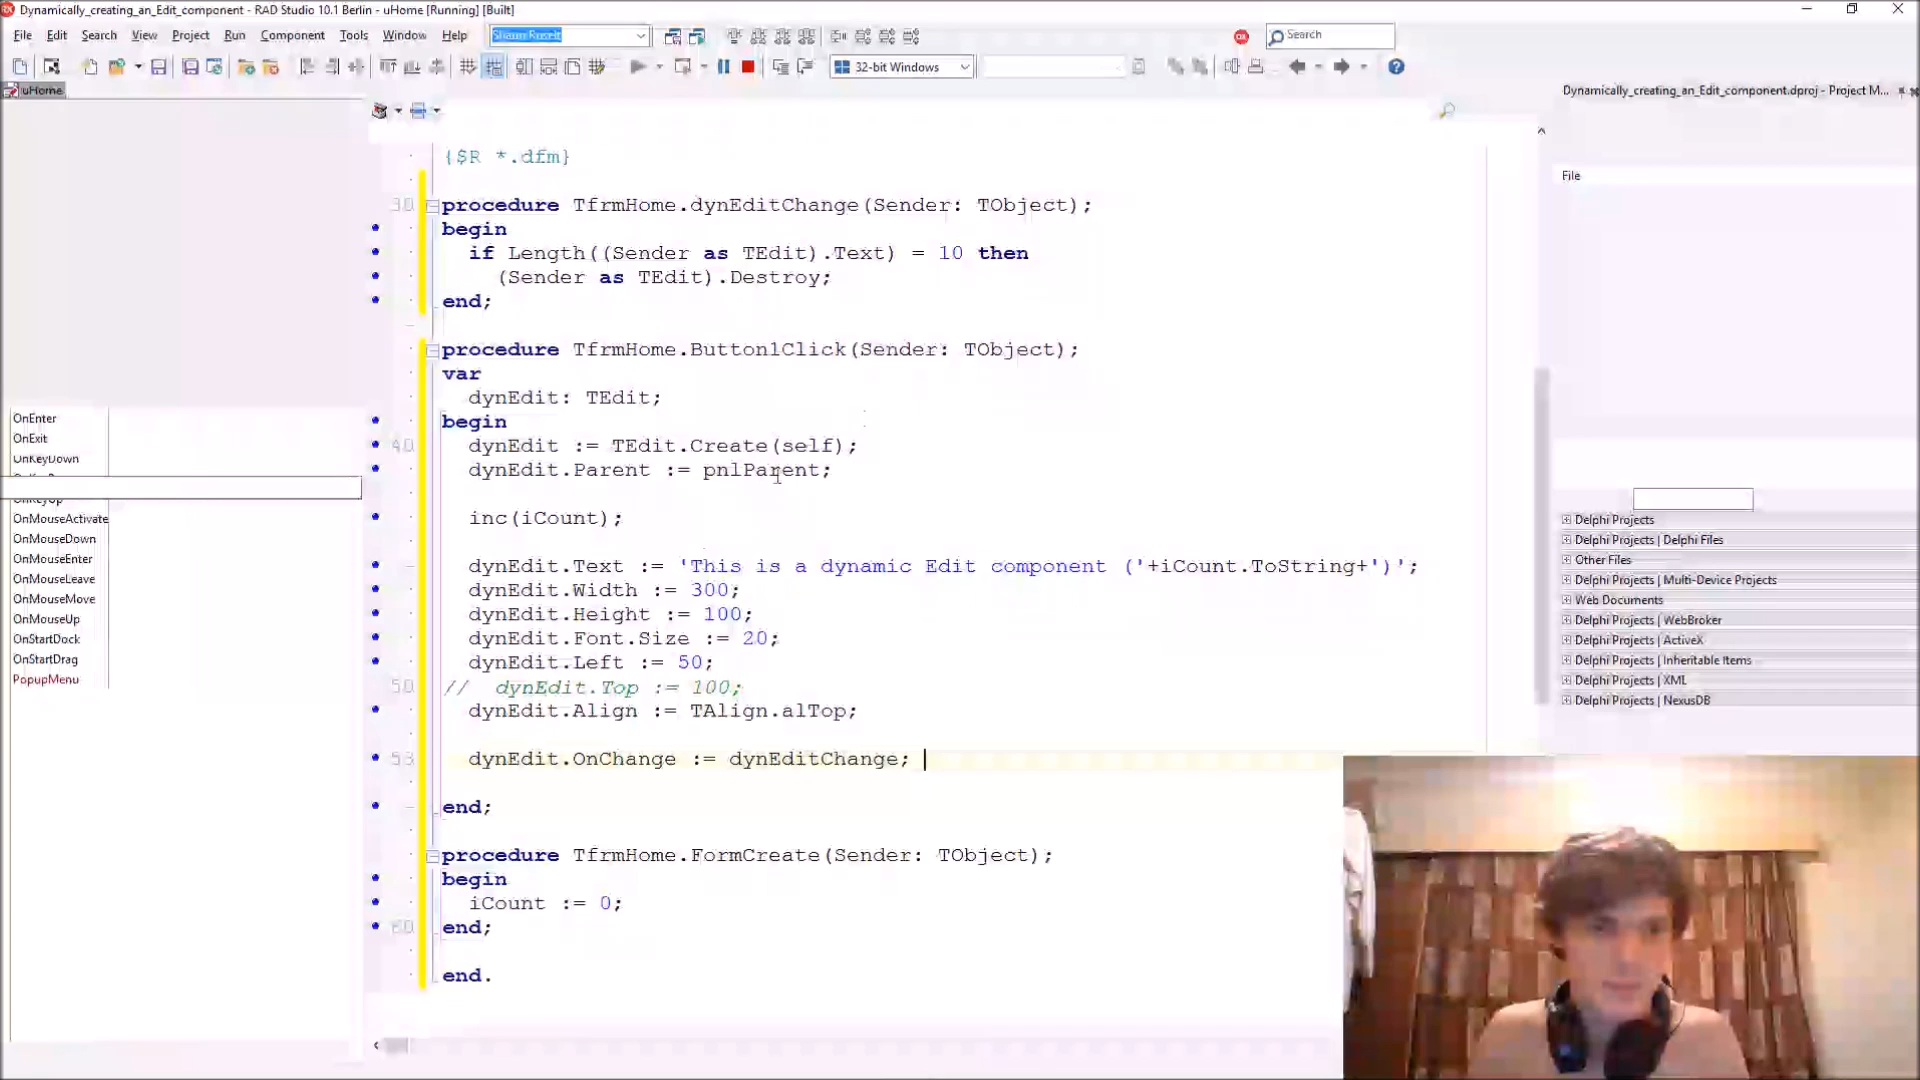 Dynamically_creating_an_Edit_component - RAD Studio 10.1 Berlin - uHome [Running] [Built]
File Edit Search View Project Run Component Tools Window Help
Search
32-bit Windows
uHome
Dynamically_creating_an_Edit_component.dproj - Project M...
File
{$R *.dfm}
30 procedure TfrmHome.dynEditChange(Sender: TObject);
begin
if Length((Sender as TEdit).Text) = 10 then
(Sender as TEdit).Destroy;
end;
procedure TfrmHome.Button1Click(Sender: TObject);
var
dynEdit: TEdit;
begin
40 dynEdit := TEdit.Create(self);
dynEdit.Parent := pnlParent;
inc(iCount);
dynEdit.Text := 'This is a dynamic Edit component ('+iCount.ToString+')';
dynEdit.Width := 300;
dynEdit.Height := 100;
dynEdit.Font.Size := 20;
dynEdit.Left := 50;
50 // dynEdit.Top := 100;
dynEdit.Align := TAlign.alTop;
53 dynEdit.OnChange := dynEditChange;
end;
procedure TfrmHome.FormCreate(Sender: TObject);
begin
iCount := 0;
60 end;
end.
OnEnter
OnExit
OnKeyDown
OnKeyUp
OnMouseActivate
OnMouseDown
OnMouseEnter
OnMouseLeave
OnMouseMove
OnMouseUp
OnStartDock
OnStartDrag
PopupMenu
Delphi Projects
Delphi Projects | Delphi Files
Other Files
Delphi Projects | Multi-Device Projects
Web Documents
Delphi Projects | WebBroker
Delphi Projects | ActiveX
Delphi Projects | Inheritable Items
Delphi Projects | XML
Delphi Projects | NexusDB